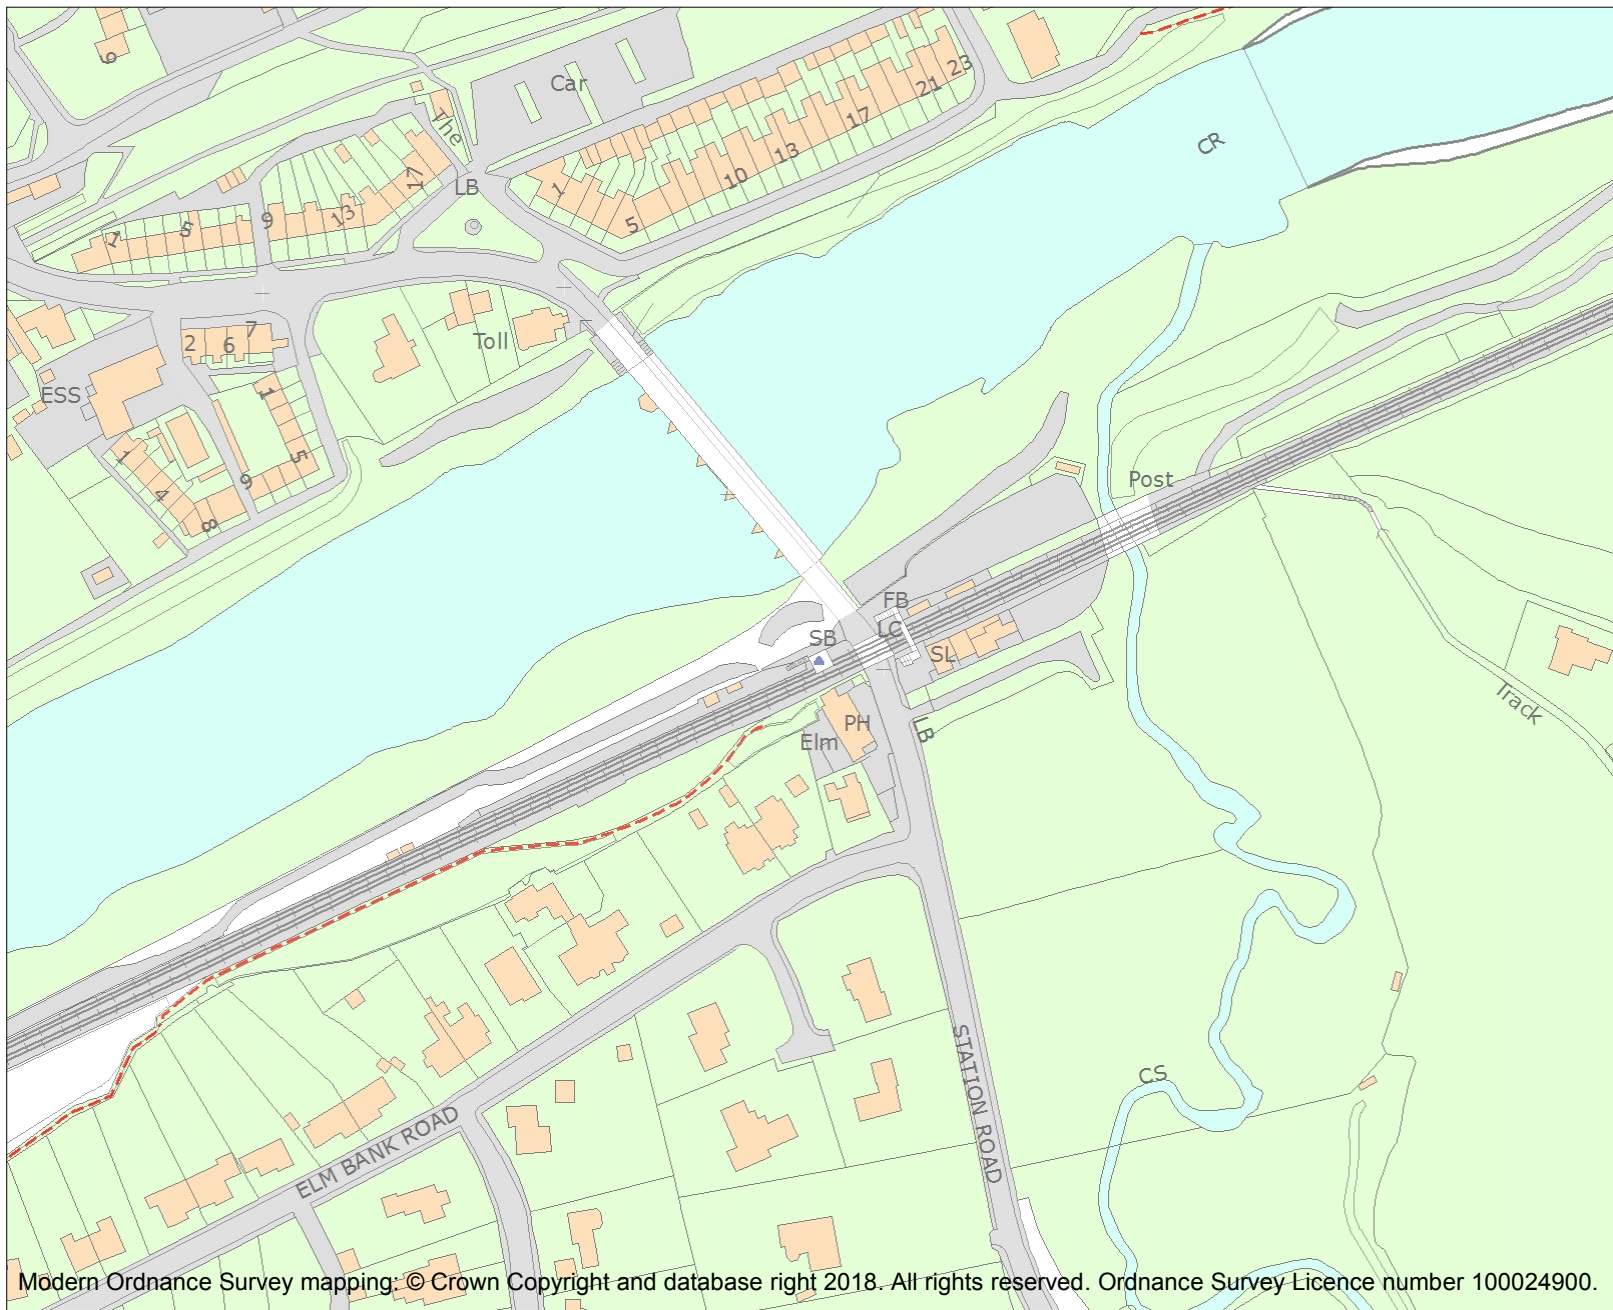 9
Car
The
23
21
17
13
10
5
1
LB
17
13
9
5
1
CR
Toll
2
6
7
ESS
1
5
9
1
4
8
Post
FB
LC
SB
SL
PH
Elm
LB
Track
STATION ROAD
CS
ELM BANK ROAD
Modern Ordnance Survey mapping: © Crown Copyright and database right 2018. All rights reserved. Ordnance Survey Licence number 100024900.